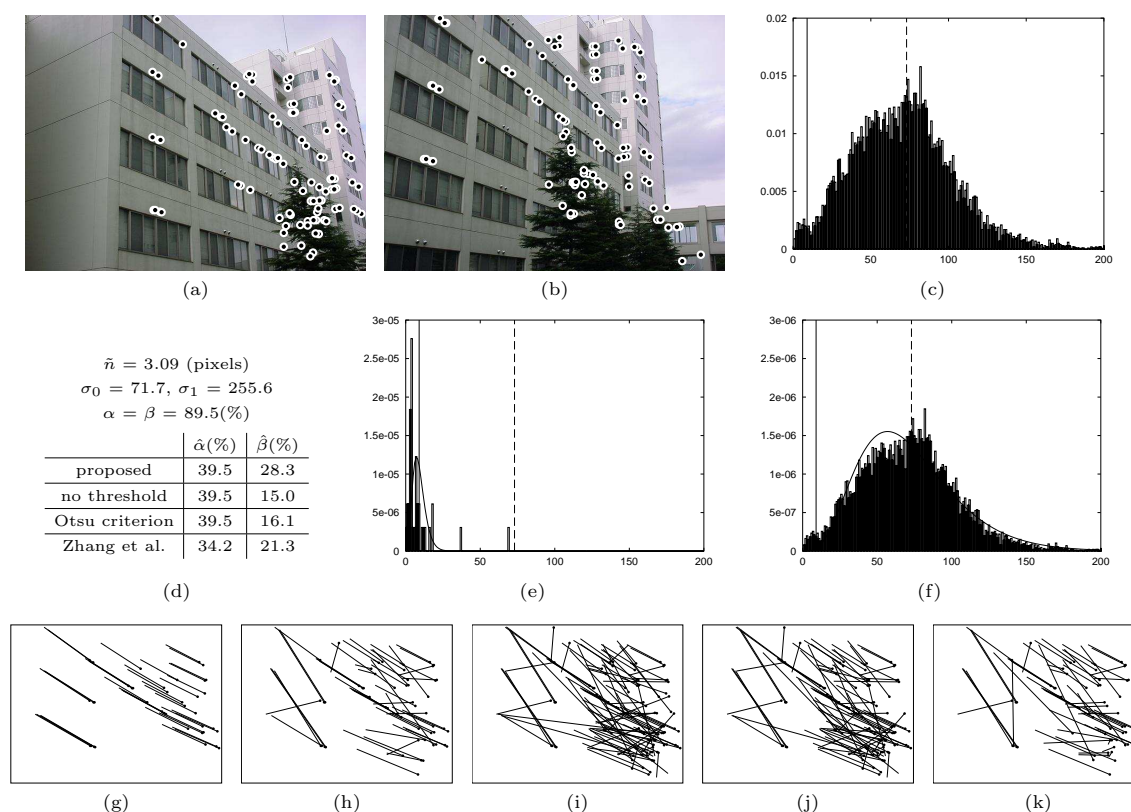 0.02
0.015
0.01
0.005
0
0 50 100 150 200
(a) (b) (c)
ñ = 3.09 (pixels)
σ0 = 71.7, σ1 = 255.6
α = β = 89.5(%)
α̂(%) β̂(%)
proposed 39.5 28.3
no threshold 39.5 15.0
Otsu criterion 39.5 16.1
Zhang et al. 34.2 21.3
(d)
3e-05
2.5e-05
2e-05
1.5e-05
1e-05
5e-06
0
0 50 100 150 200
(e)
3e-06
2.5e-06
2e-06
1.5e-06
1e-06
5e-07
0
0 50 100 150 200
(f)
(g) (h) (i) (j) (k)